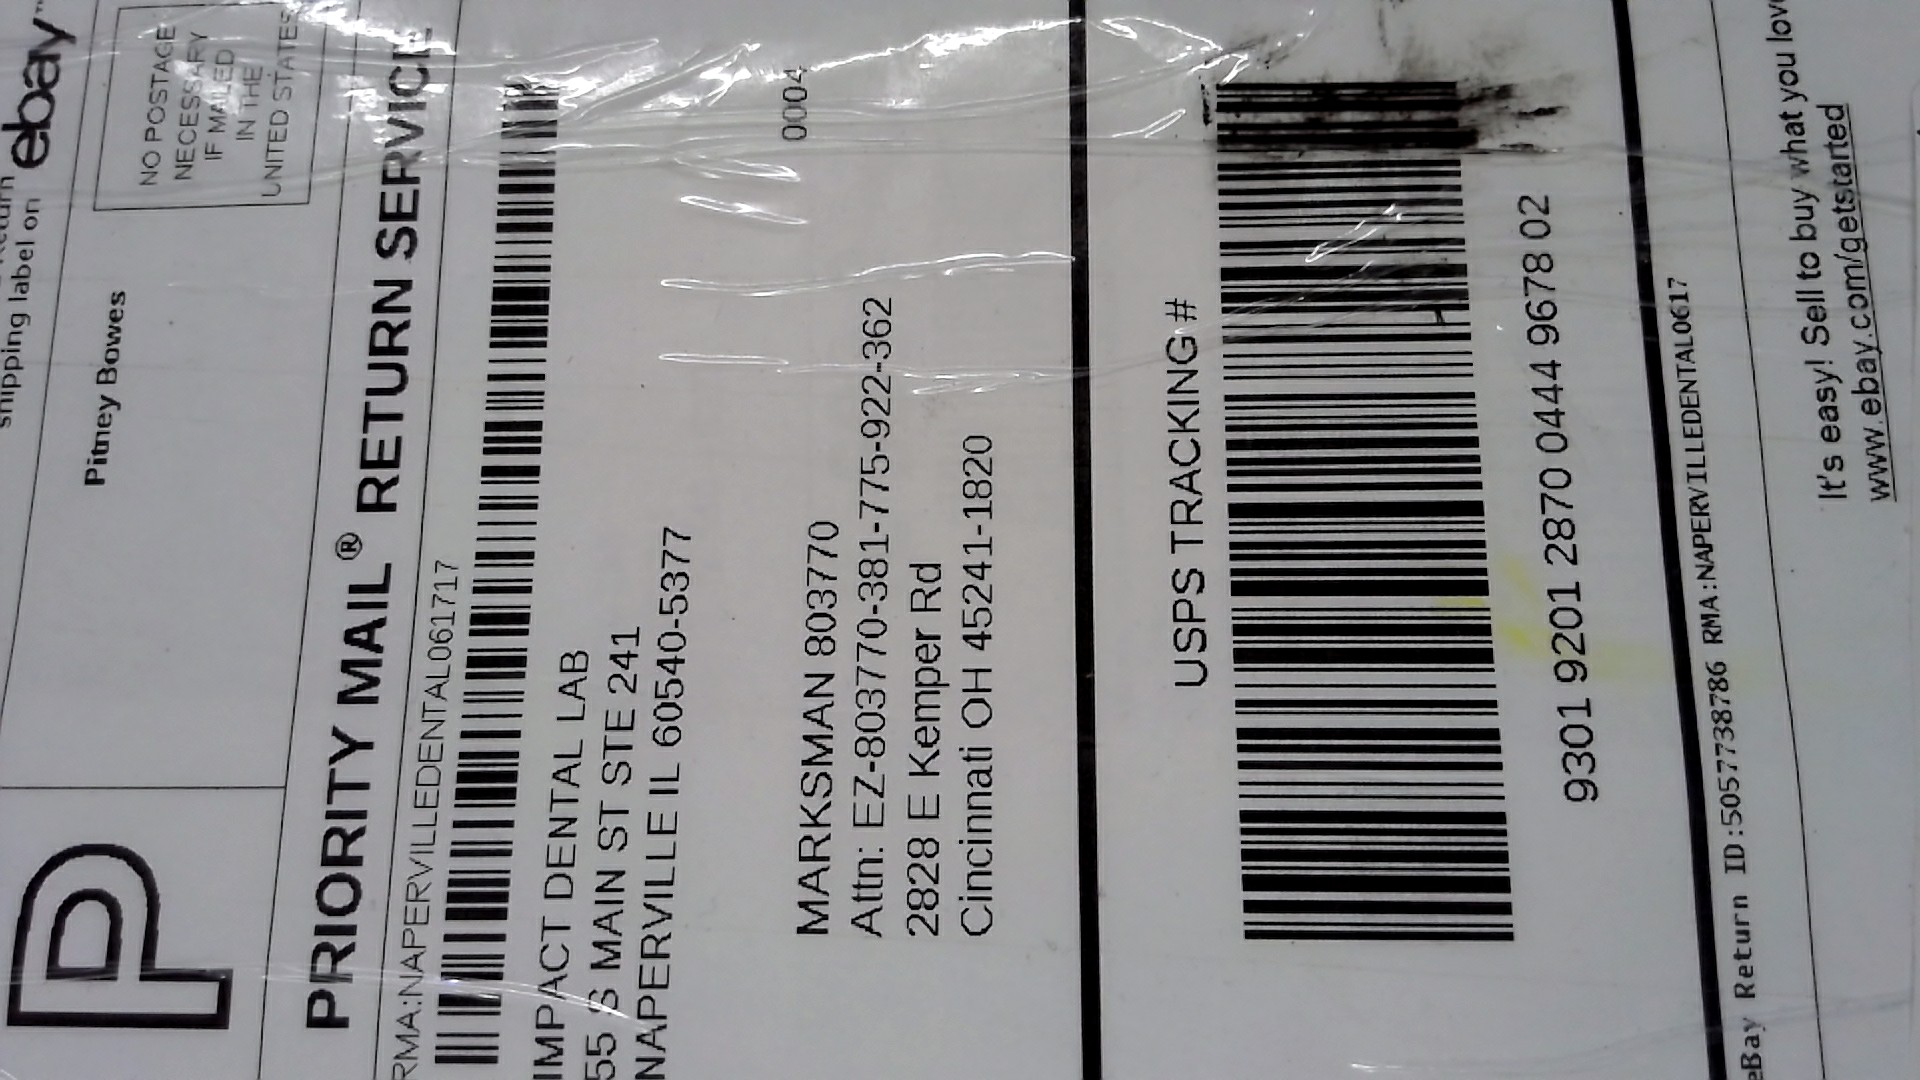 shipping label on ebay
Pitney Bowes
NO POSTAGE
NECESSARY
IF MAILED
IN THE
UNITED STATES
P
PRIORITY MAIL® RETURN SERVICE
RMA:NAPERVILLEDENTAL061717
IMPACT DENTAL LAB
55 S MAIN ST STE 241
NAPERVILLE IL 60540-5377
0004
MARKSMAN 803770
Attn: EZ-803770-381-775-922-362
2828 E Kemper Rd
Cincinnati OH 45241-1820
USPS TRACKING#
9301 9201 2870 0444 9678 02
eBay Return ID:5057738786 RMA:NAPERVILLEDENTAL0617
It's easy! Sell to buy what you love
www.ebay.com/getstarted